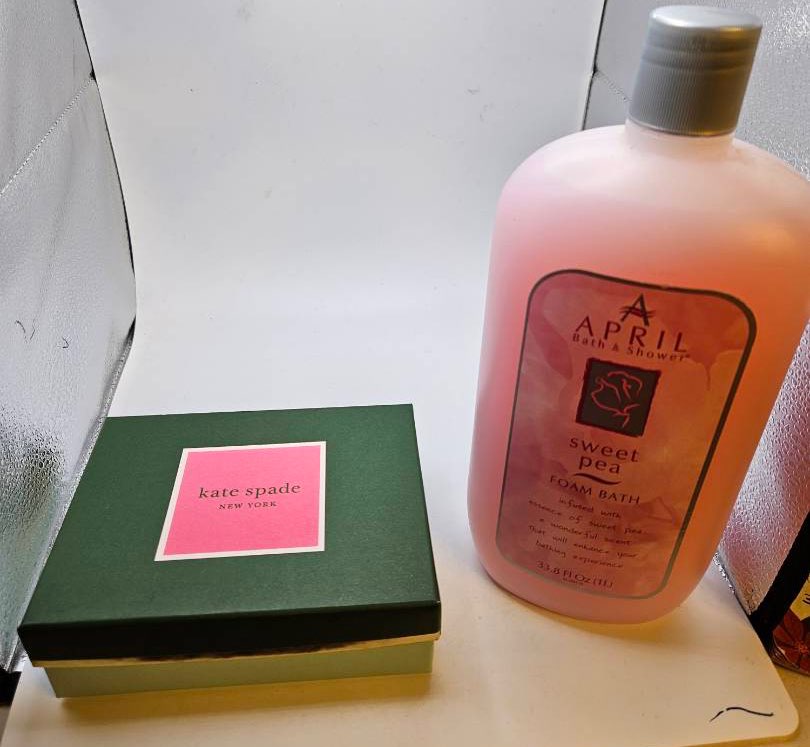 kate spade
NEW YORK
APRIL
Bath & Shower
sweet
pea
FOAM BATH
infused with
essence of sweet pea
a wonderful scent
that will enhance your
bathing experience
33.8 Fl Oz (1L)